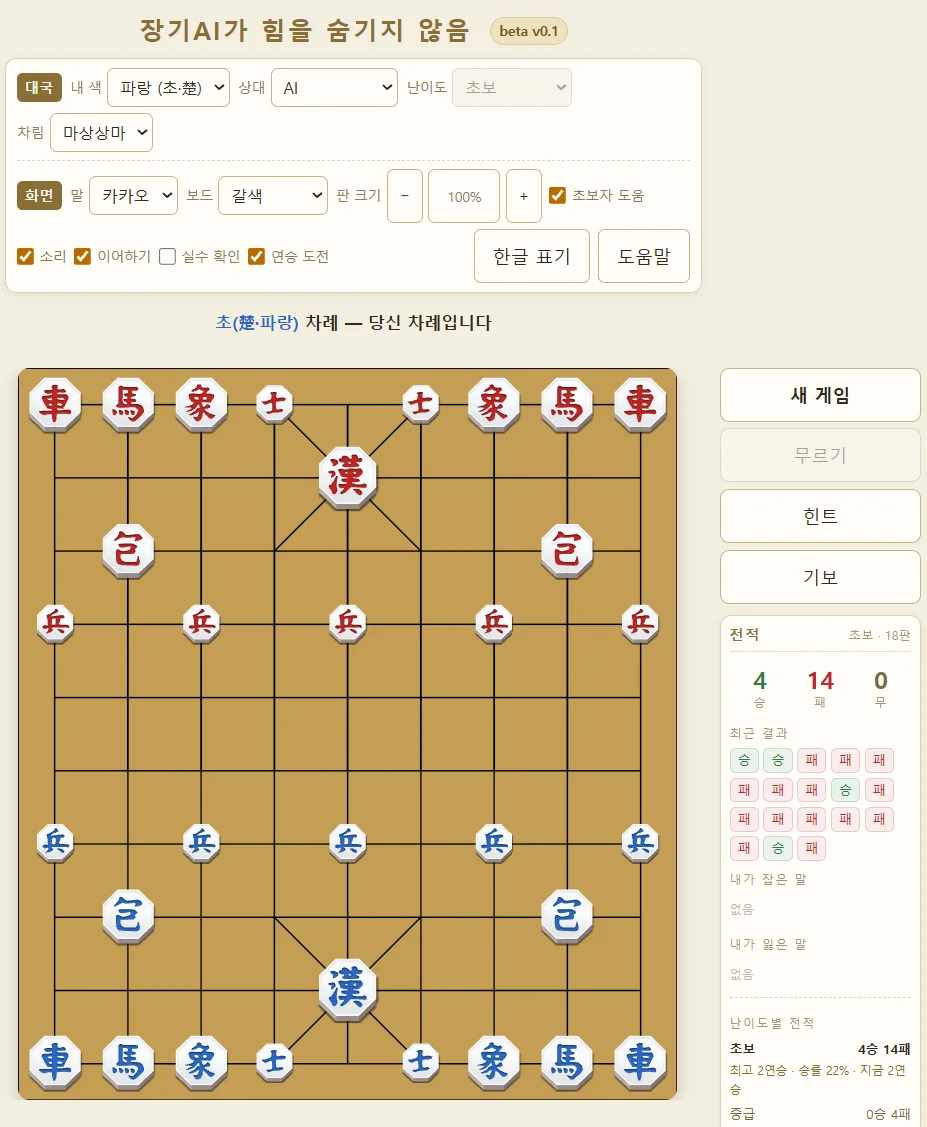 장기AI가 힘을 숨기지 않음 beta v0.1
대국 내 색 파랑 (초·楚) 상대 AI 난이도 초보
차림 마상상마
화면 말 카카오 보드 갈색 판 크기 − 100% + 초보자 도움
소리 이어하기 실수 확인 연승 도전 한글 표기 도움말
초(楚·파랑) 차례 — 당신 차례입니다
車 馬 象 士 士 象 馬 車
漢
包 包
兵 兵 兵 兵 兵
兵 兵 兵 兵 兵
包 包
漢
車 馬 象 士 士 象 馬 車
새 게임
무르기
힌트
기보
전적 초보 · 18판
4 14 0
승 패 무
최근 결과
승 승 패 패 패
패 패 패 승 패
패 패 패 패 패
패 승 패
내가 잡은 말
없음
내가 잃은 말
없음
난이도별 전적
초보 4승 14패
최고 2연승 · 승률 22% · 지금 2연
승
중급 0승 4패